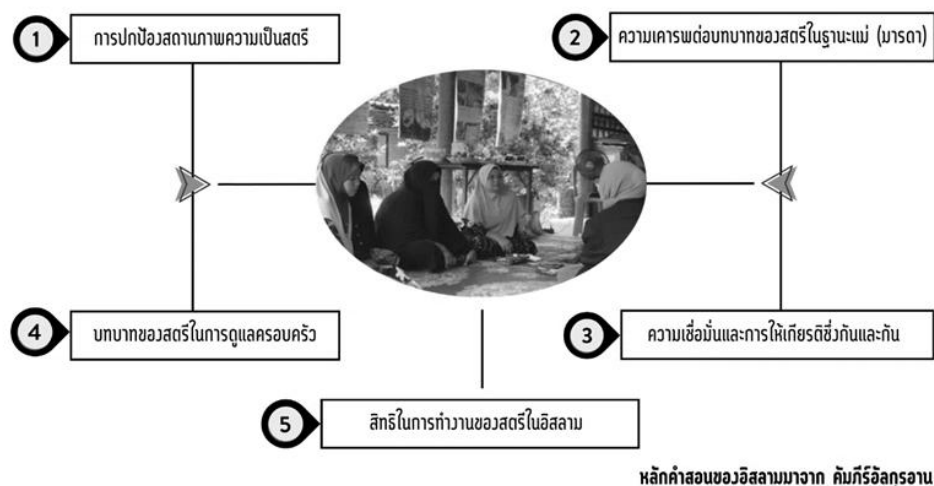 1
การปกป้องสถานภาพความเป็นสตรี
2
ความเคารพต่อบทบาทของสตรีในฐานะแม่ (มารดา)
4
บทบาทของสตรีในการดูแลครอบครัว
3
ความเชื่อมั่นและการให้เกียรติซึ่งกันและกัน
5
สิทธิในการทำงานของสตรีในอิสลาม
หลักคำสอนของอิสลามมาจาก คัมภีร์อัลกุรอาน